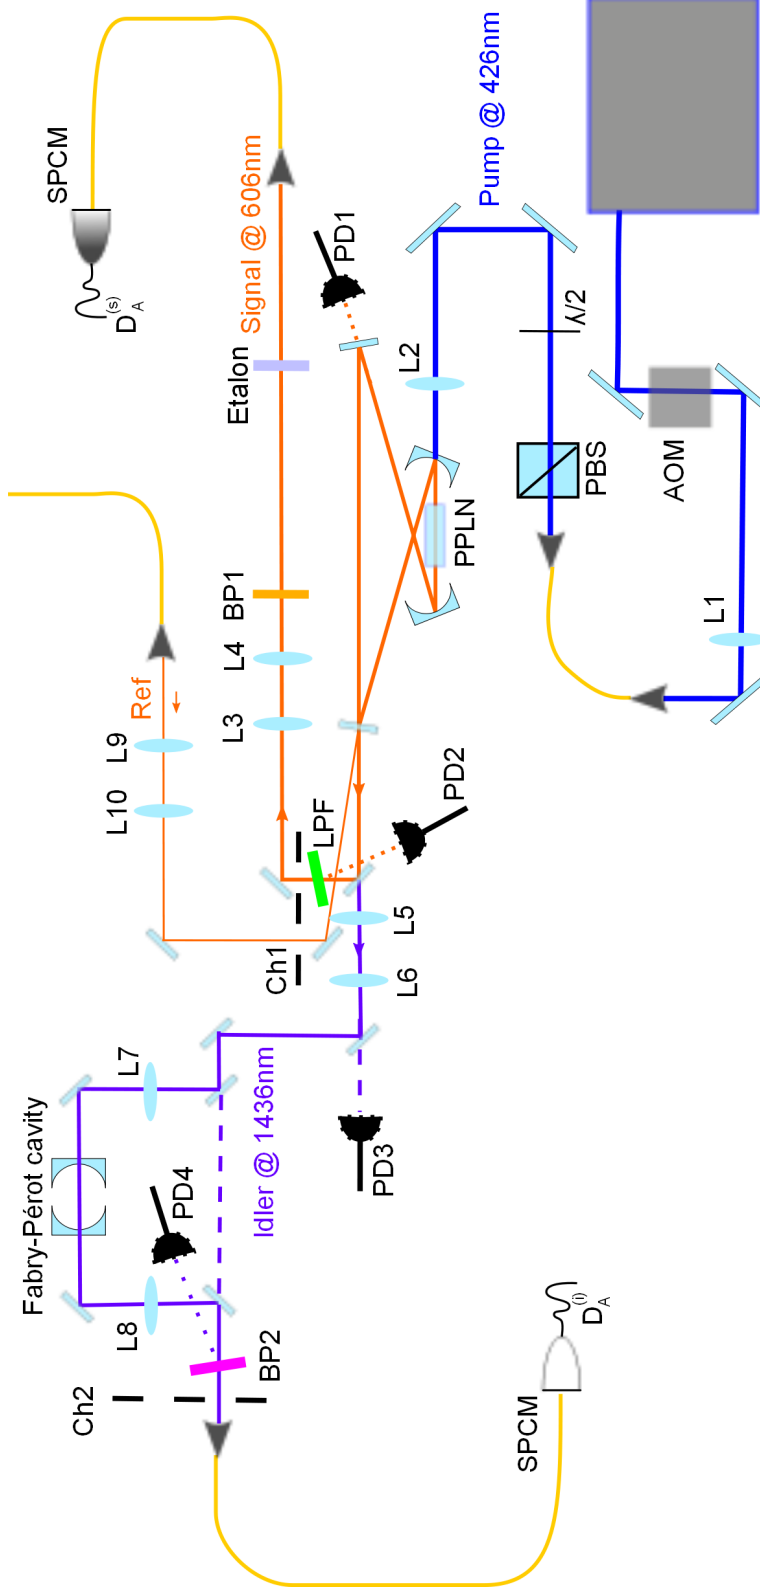 Fabry-Pérot cavity
L7
L8
PD4
Ch2
BP2
Idler @ 1436nm
PD3
SPCM
D_A^(i)
L10
L9
Ref
Ch1
LPF
L6
L5
PD2
L3
L4
BP1
Etalon
Signal @ 606nm
SPCM
D_A^(s)
PD1
PPLN
L2
Pump @ 426nm
PBS
λ/2
L1
AOM